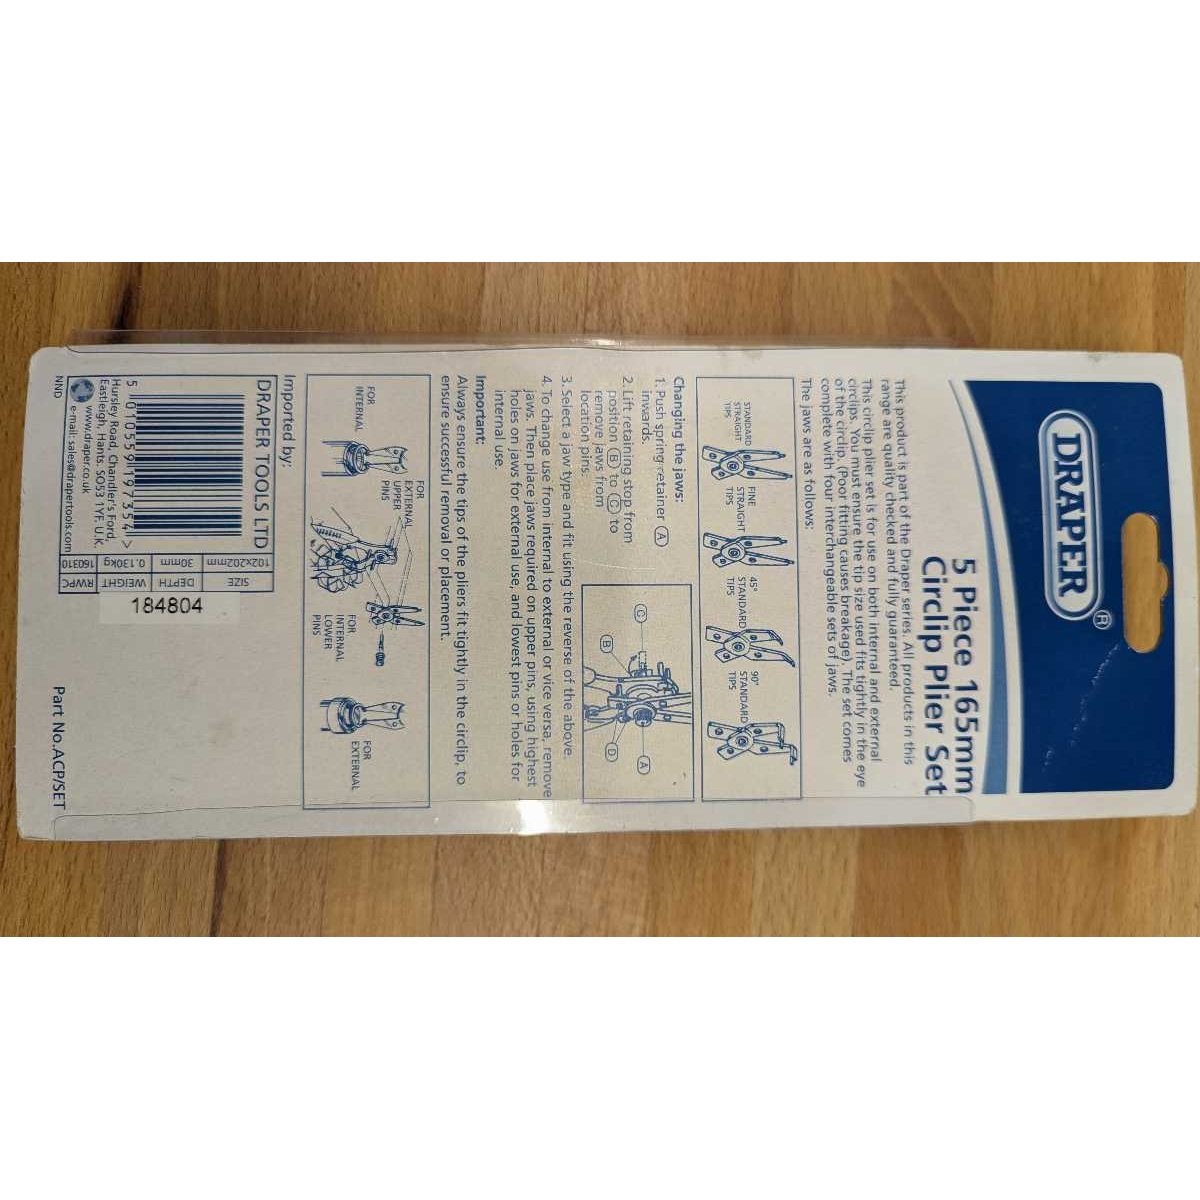 DRAPER®
5 Piece 165mm
Circlip Plier Set
This product is part of the Draper series. All products in this
range are quality checked and fully guaranteed.
This circlip plier set is for use on both internal and external
circlips. You must ensure the tip size used fits tightly in the eye
of the circlip. (Poor fitting causes breakage). The set comes
complete with four interchangeable sets of jaws.
The jaws are as follows:
STANDARD
STRAIGHT
TIPS
FINE
STRAIGHT
TIPS
45°
STANDARD
TIPS
90°
STANDARD
TIPS
Changing the jaws:
1. Push spring retainer (A)
inwards.
2. Lift retaining stop from
postion (B) to (C) to
remove jaws from
location pins.
C
B
A
D
3. Select a jaw type and fit using the reverse of the above.
4. To change use from internal to external or vice versa, remove
jaws. Then place jaws required on upper pins, using highest
holes on jaws for external use, and lowest pins or holes for
internal use.
Important:
Always ensure the tips of the pliers fit tightly in the circlip, to
ensure successful removal or placement.
FOR
INTERNAL
FOR
EXTERNAL
UPPER
PINS
FOR
INTERNAL
LOWER
PINS
FOR
EXTERNAL
Imported by:
DRAPER TOOLS LTD
5 010559 197354 >
Hursley Road, Chandler's Ford,
Eastleigh, Hants. SO53 1YF. U.K.
www.draper.co.uk
e-mail: sales@drapertools.com
SIZE DEPTH WEIGHT RWPC
102x202mm 30mm 0.130kg 160310
184804
NND
Part No.ACP/SET